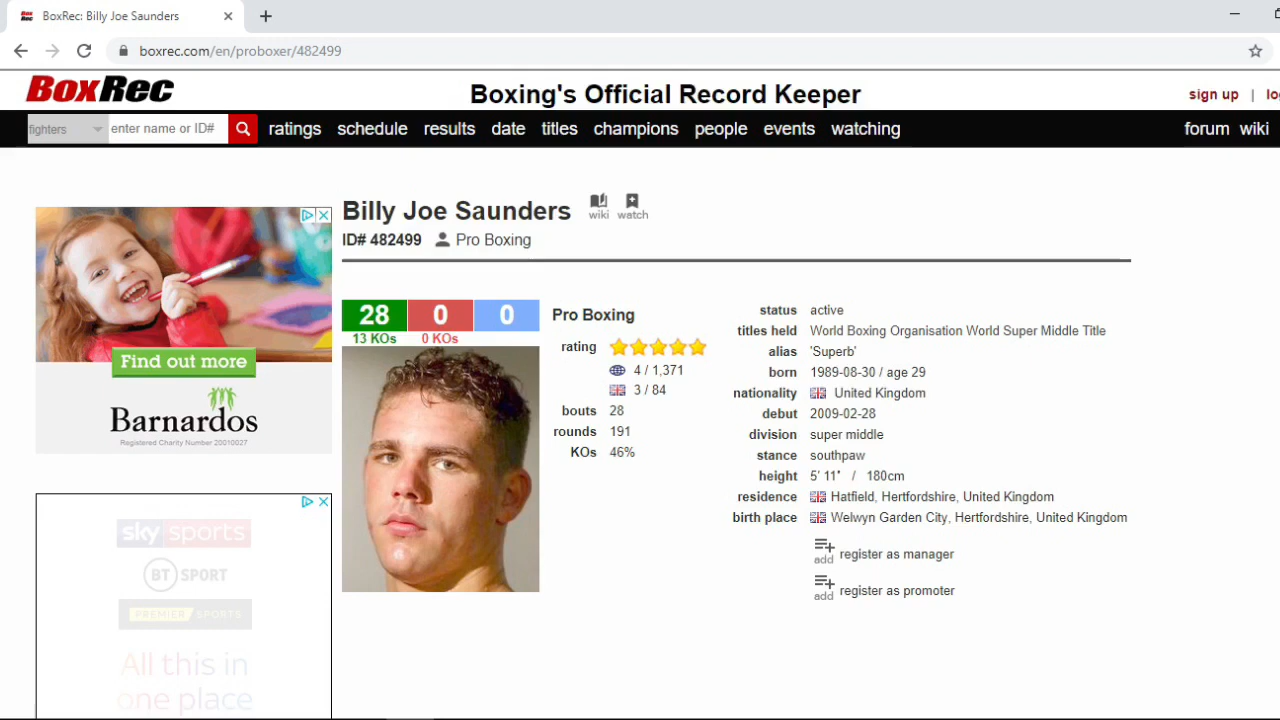 BoxRec: Billy Joe Saunders
boxrec.com/en/proboxer/482499
BoxRec
Boxing's Official Record Keeper
sign up | lo
fighters
enter name or ID#
ratings schedule results date titles champions people events watching
forum wiki
Billy Joe Saunders
wiki watch
ID# 482499 Pro Boxing
28 0 0
13 KOs 0 KOs
Pro Boxing
rating
4 / 1,371
3 / 84
bouts 28
rounds 191
KOs 46%
status active
titles held World Boxing Organisation World Super Middle Title
alias 'Superb'
born 1989-08-30 / age 29
nationality United Kingdom
debut 2009-02-28
division super middle
stance southpaw
height 5' 11" / 180cm
residence Hatfield, Hertfordshire, United Kingdom
birth place Welwyn Garden City, Hertfordshire, United Kingdom
add register as manager
add register as promoter
Find out more
Barnardos
Registered Charity Number 20010027
sky sports
BT SPORT
PREMIER SPORTS
All this in
one place